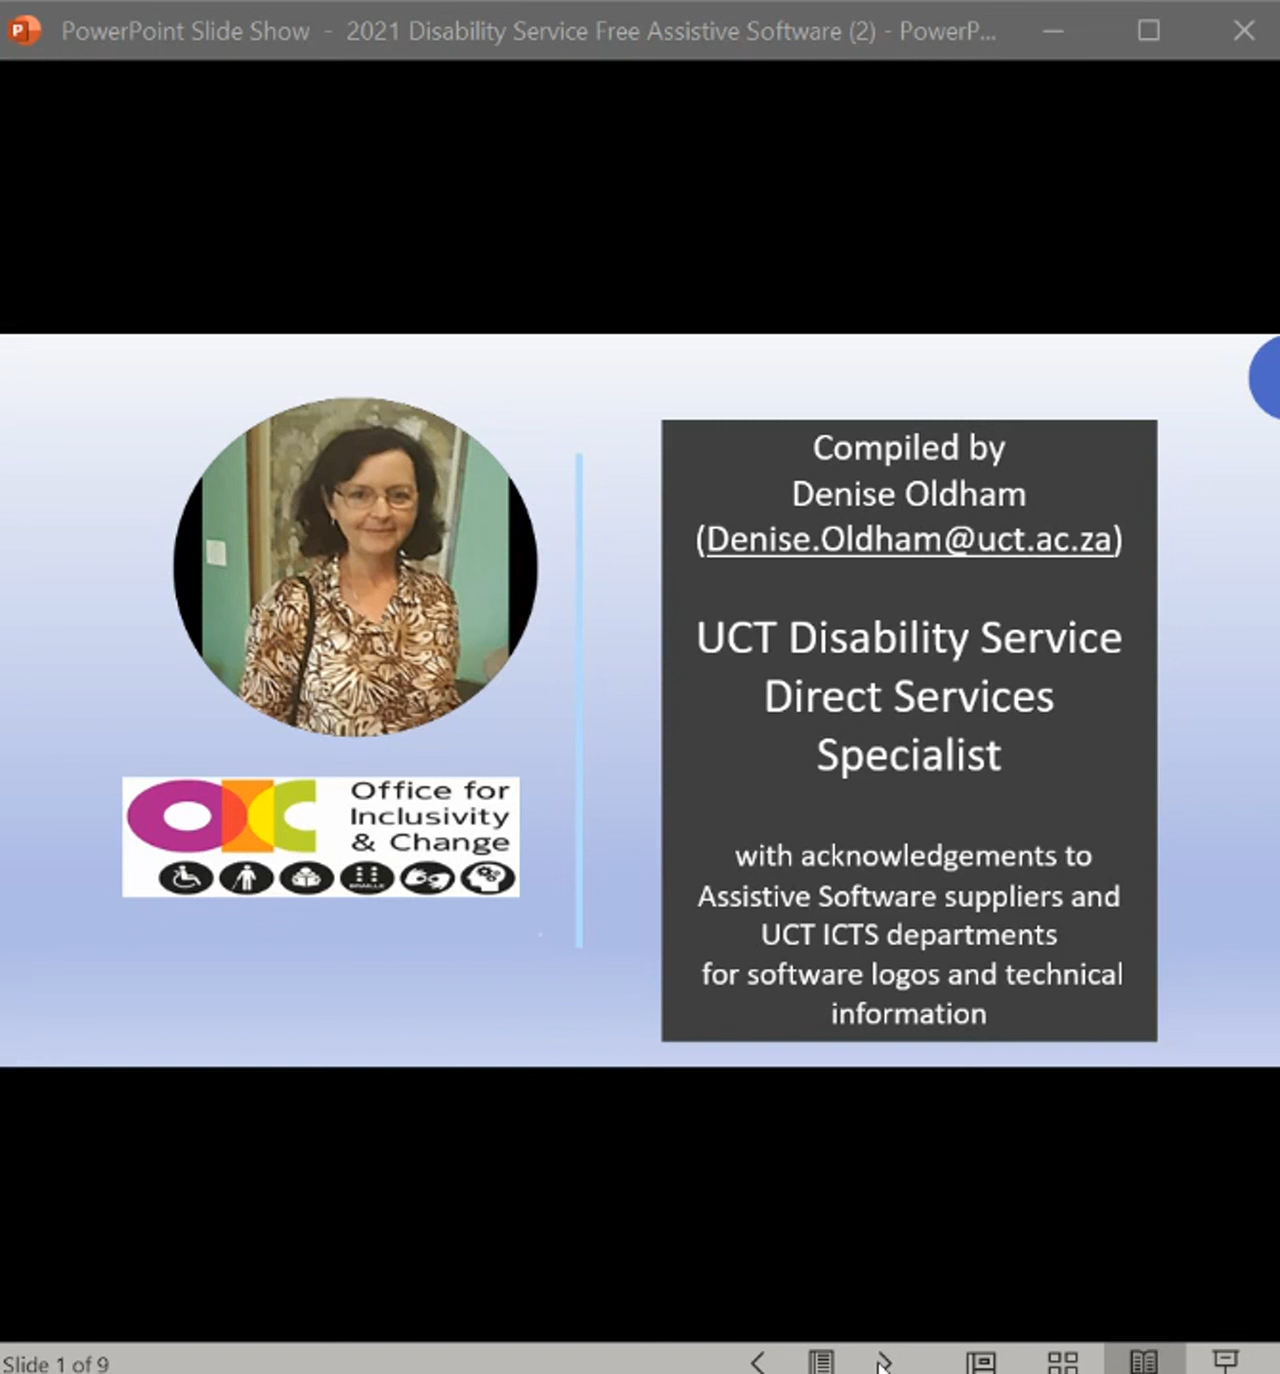 PowerPoint Slide Show - 2021 Disability Service Free Assistive Software (2) - PowerP...
Compiled by
Denise Oldham
(Denise.Oldham@uct.ac.za)
UCT Disability Service
Direct Services
Specialist
with acknowledgements to
Assistive Software suppliers and
UCT ICTS departments
for software logos and technical
information
Office for
Inclusivity
& Change
BRAILLE
Slide 1 of 9